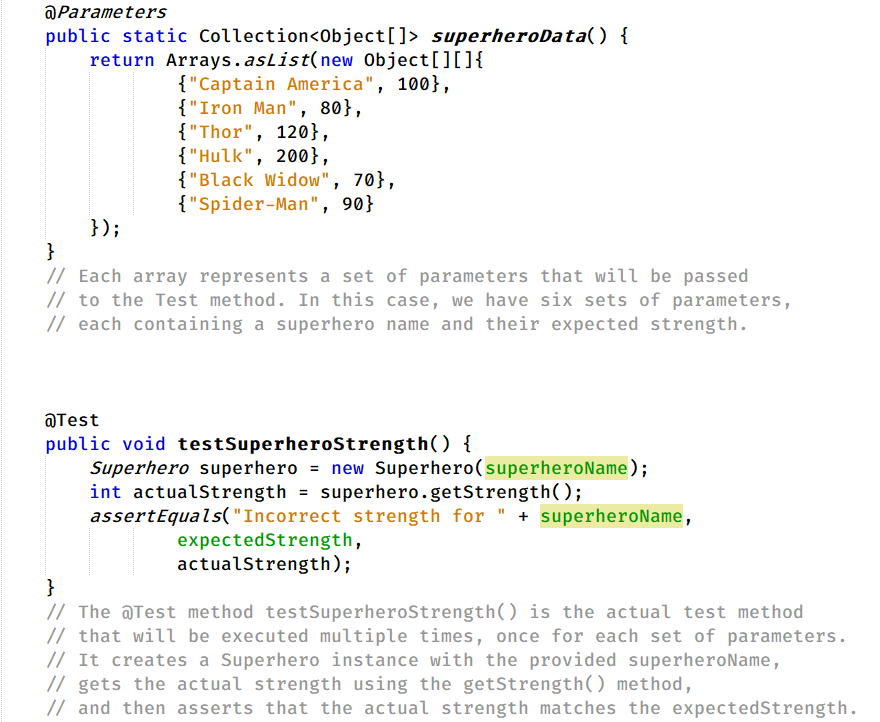 @Parameters
public static Collection<Object[]> superheroData() {
return Arrays.asList(new Object[][]{
{"Captain America", 100},
{"Iron Man", 80},
{"Thor", 120},
{"Hulk", 200},
{"Black Widow", 70},
{"Spider-Man", 90}
});
}
// Each array represents a set of parameters that will be passed
// to the Test method. In this case, we have six sets of parameters,
// each containing a superhero name and their expected strength.
@Test
public void testSuperheroStrength() {
Superhero superhero = new Superhero(superheroName);
int actualStrength = superhero.getStrength();
assertEquals("Incorrect strength for " + superheroName,
expectedStrength,
actualStrength);
}
// The @Test method testSuperheroStrength() is the actual test method
// that will be executed multiple times, once for each set of parameters.
// It creates a Superhero instance with the provided superheroName,
// gets the actual strength using the getStrength() method,
// and then asserts that the actual strength matches the expectedStrength.